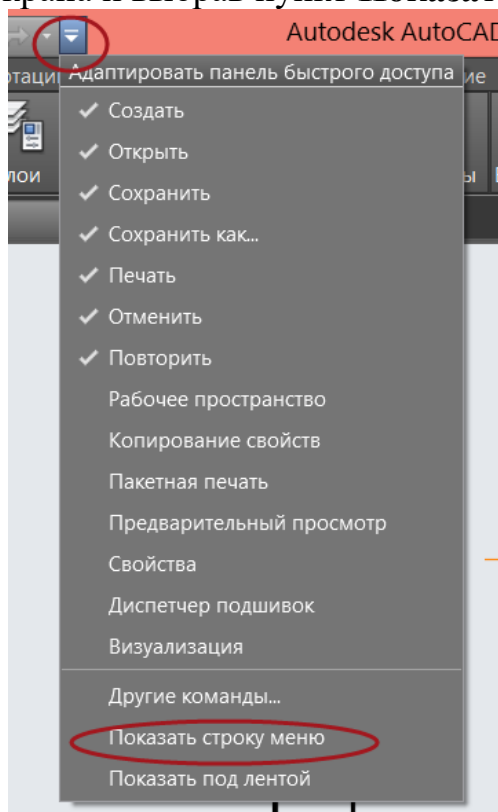 Autodesk AutoCAD
Адаптировать панель быстрого доступа
Создать
Открыть
Сохранить
Сохранить как...
Печать
Отменить
Повторить
Рабочее пространство
Копирование свойств
Пакетная печать
Предварительный просмотр
Свойства
Диспетчер подшивок
Визуализация
Другие команды...
Показать строку меню
Показать под лентой